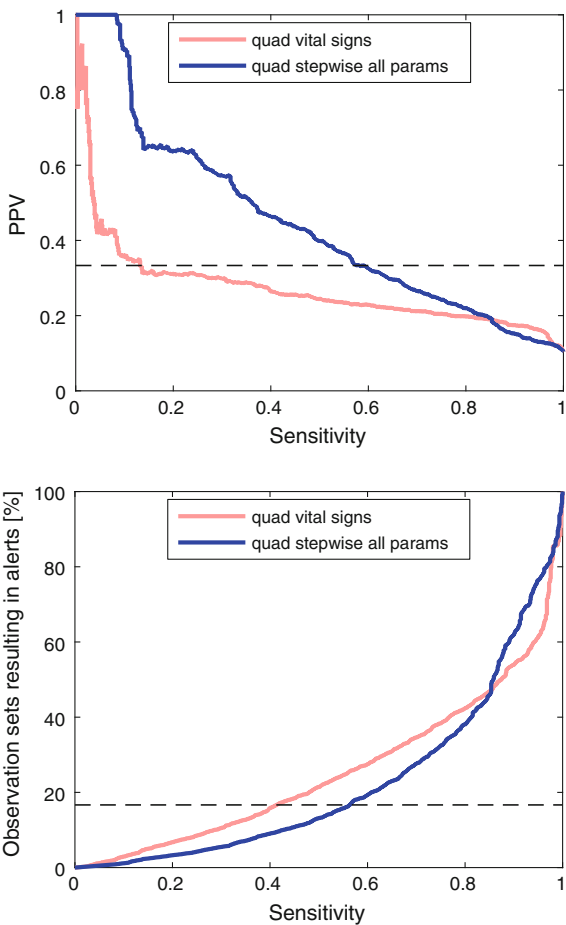 1
0.8
0.6
0.4
0.2
0
PPV
quad vital signs
quad stepwise all params
0 0.2 0.4 0.6 0.8 1
Sensitivity
Observation sets resulting in alerts [%]
100
80
60
40
20
0
quad vital signs
quad stepwise all params
0 0.2 0.4 0.6 0.8 1
Sensitivity